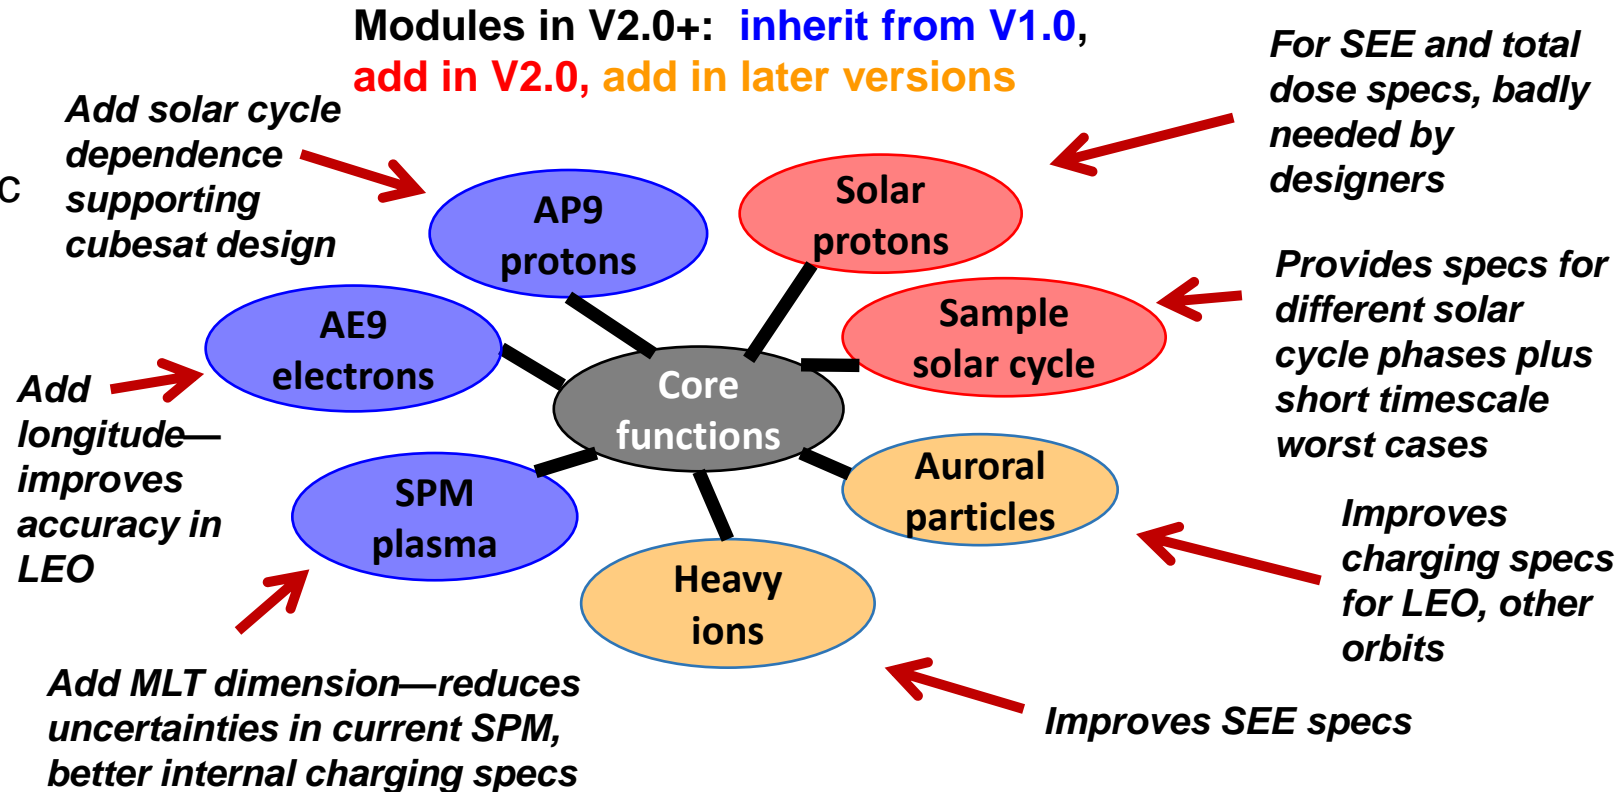 Modules in V2.0+: inherit from V1.0,
add in V2.0, add in later versions
Add solar cycle
dependence
supporting
cubesat design
c
For SEE and total
dose specs, badly
needed by
designers
AP9
protons
Solar
protons
Provides specs for
different solar
cycle phases plus
short timescale
worst cases
AE9
electrons
Sample
solar cycle
Add
longitude—
improves
accuracy in
LEO
Core
functions
SPM
plasma
Auroral
particles
Improves
charging specs
for LEO, other
orbits
Heavy
ions
Add MLT dimension—reduces
uncertainties in current SPM,
better internal charging specs
Improves SEE specs